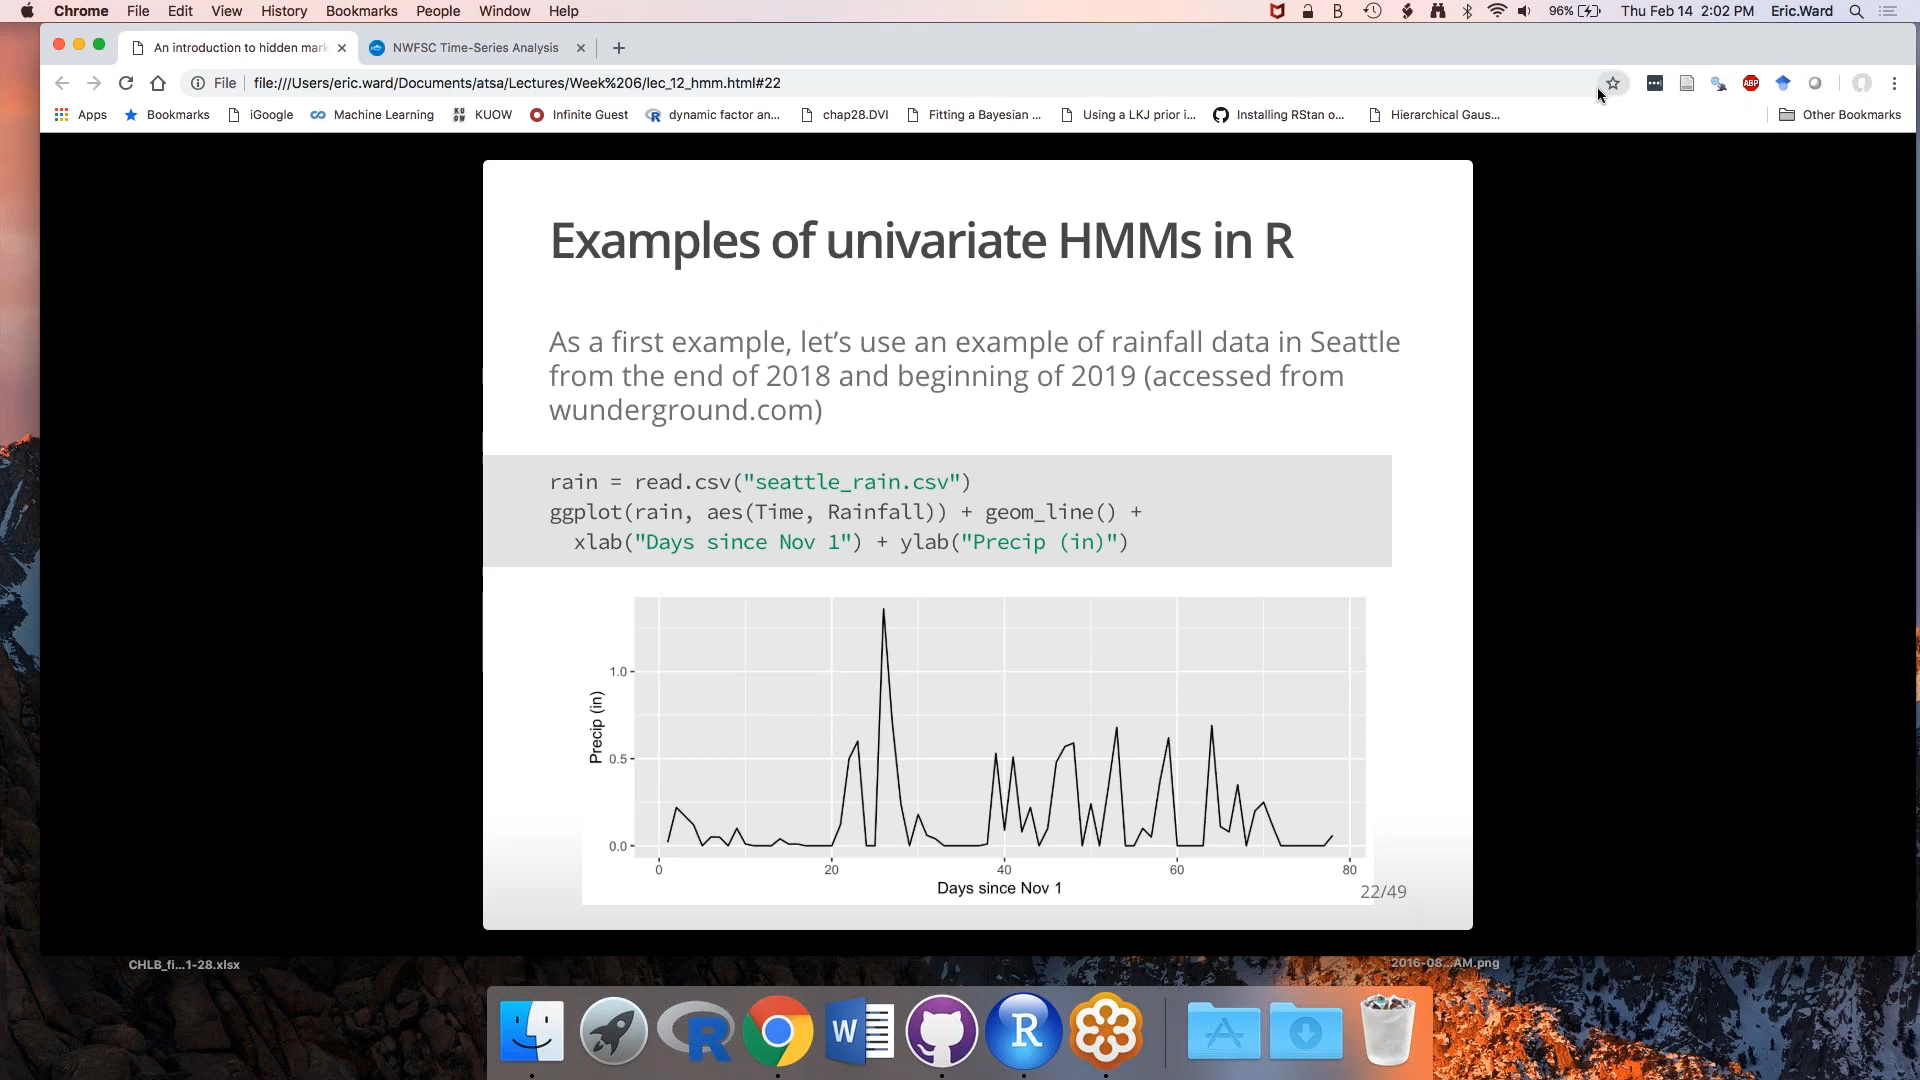 Chrome File Edit View History Bookmarks People Window Help
96% Thu Feb 14 2:02 PM Eric.Ward
An introduction to hidden mark
NWFSC Time-Series Analysis
File file:///Users/eric.ward/Documents/atsa/Lectures/Week%206/lec_12_hmm.html#22
ABP
Apps Bookmarks iGoogle Machine Learning KUOW Infinite Guest dynamic factor an... chap28.DVI Fitting a Bayesian ... Using a LKJ prior i... Installing RStan o... Hierarchical Gaus... Other Bookmarks
Examples of univariate HMMs in R
As a first example, let's use an example of rainfall data in Seattle
from the end of 2018 and beginning of 2019 (accessed from
wunderground.com)
rain = read.csv("seattle_rain.csv")
ggplot(rain, aes(Time, Rainfall)) + geom_line() +
xlab("Days since Nov 1") + ylab("Precip (in)")
1.0
0.5
0.0
Precip (in)
0 20 40 60 80
Days since Nov 1
22/49
CHLB_fi...1-28.xlsx
2016-08...AM.png
R
W
R